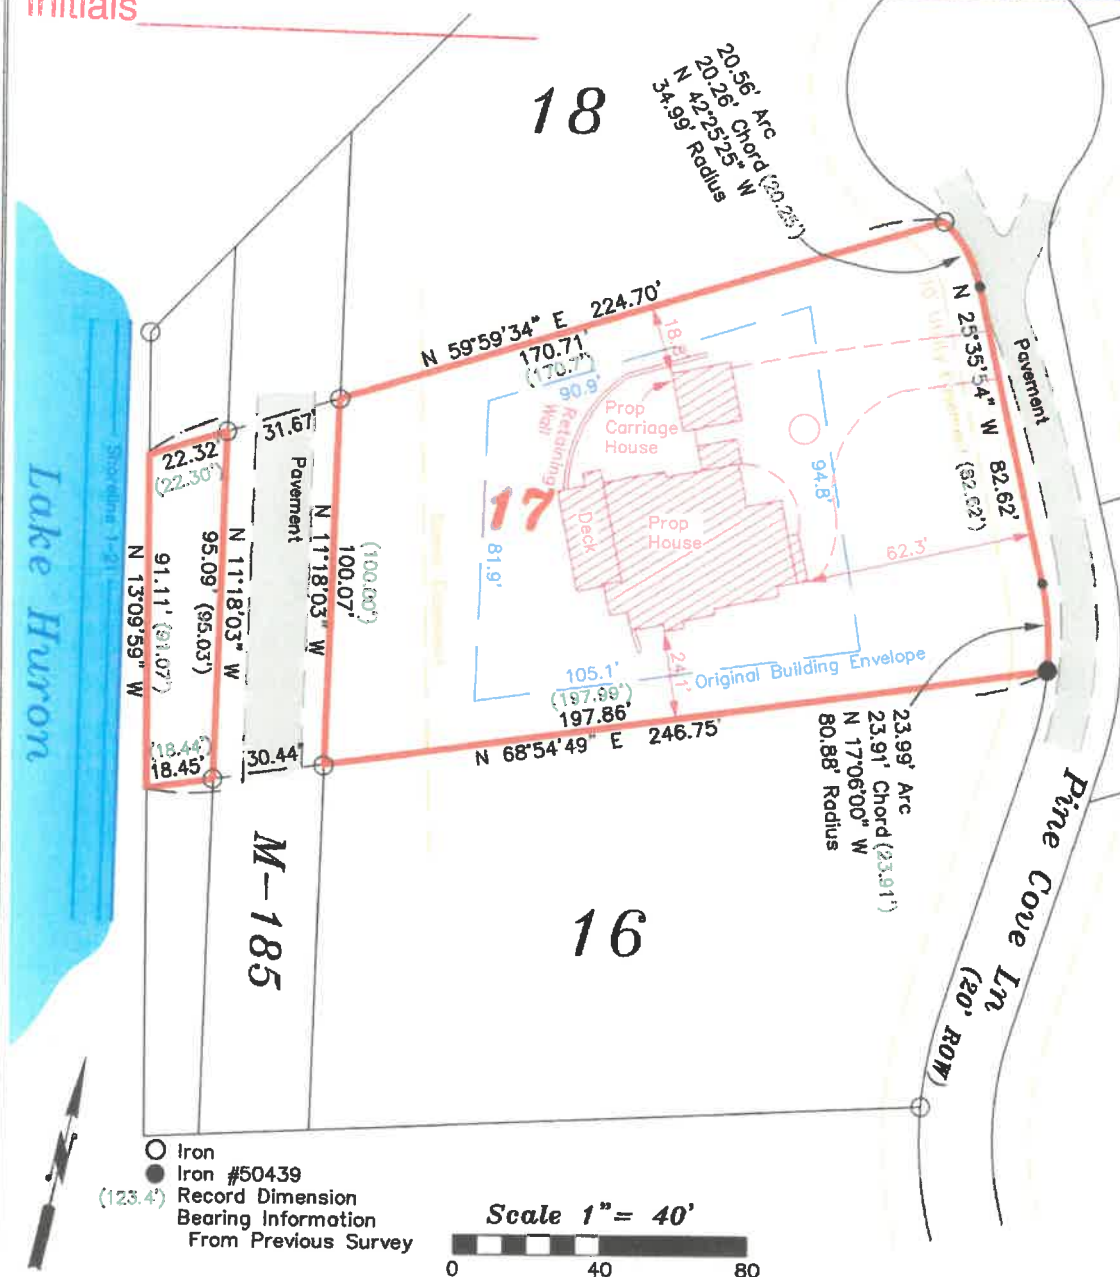 Initials
18
20.56' Arc
20.26' Chord (20.25')
N 42°25'25" W
34.99' Radius
N 59°59'34" E 224.70'
170.71'
(170.7')
90.9'
18.8'
N 25°35'54" W 82.62'
(82.62')
Pavement
Prop
Carriage
House
Retaining
Wall
17
Deck
Prop
House
94.8'
62.3'
81.9'
24.1'
105.1'
(197.99')
197.86'
Original Building Envelope
N 68°54'49" E 246.75'
31.67'
22.32
(22.30')
Pavement
N 11°18'03" W
100.07'
(100.00')
N 11°18'03" W
95.09' (95.03')
91.11' (91.07')
N 13°09'59" W
(18.44')
18.45'
30.44'
Lake Huron
Shoreline 1-21
23.99' Arc
23.91' Chord (23.91')
N 17°06'00" W
80.88' Radius
M-185
16
Pine Cove Ln
(20' ROW)
Iron
Iron #50439
(123.4') Record Dimension
Bearing Information
From Previous Survey
Scale 1"= 40'
0 40 80